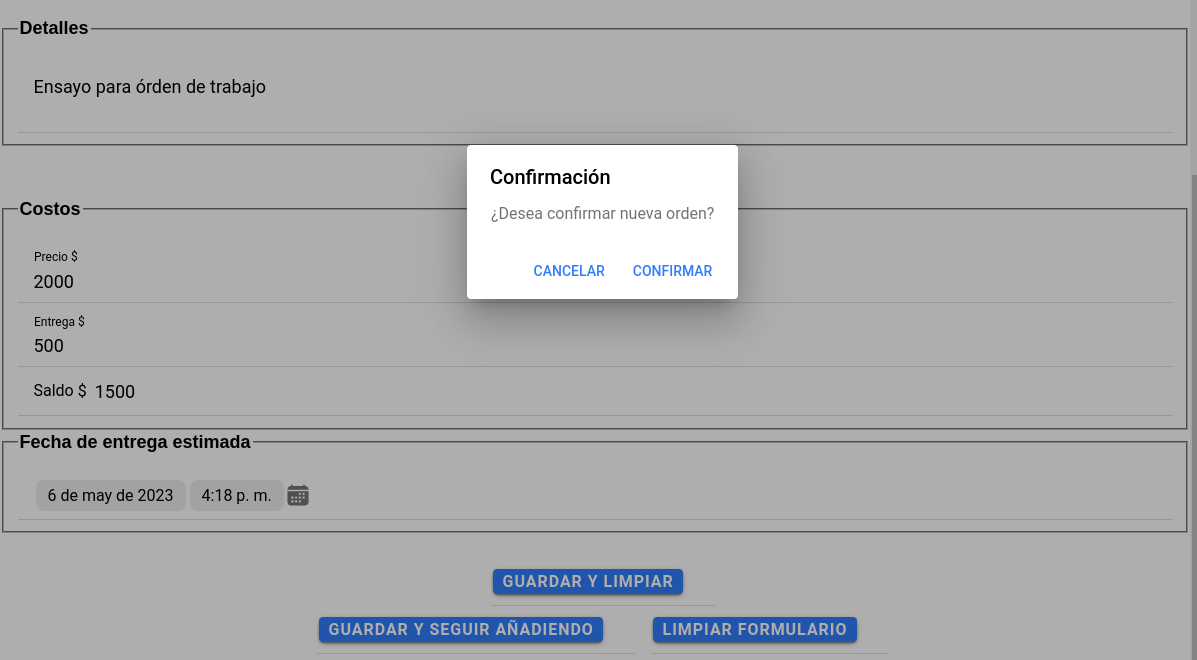 Detalles
Ensayo para órden de trabajo
Confirmación
¿Desea confirmar nueva orden?
CANCELAR CONFIRMAR
Costos
Precio $
2000
Entrega $
500
Saldo $ 1500
Fecha de entrega estimada
6 de may de 2023 4:18 p. m.
GUARDAR Y LIMPIAR
GUARDAR Y SEGUIR AÑADIENDO LIMPIAR FORMULARIO